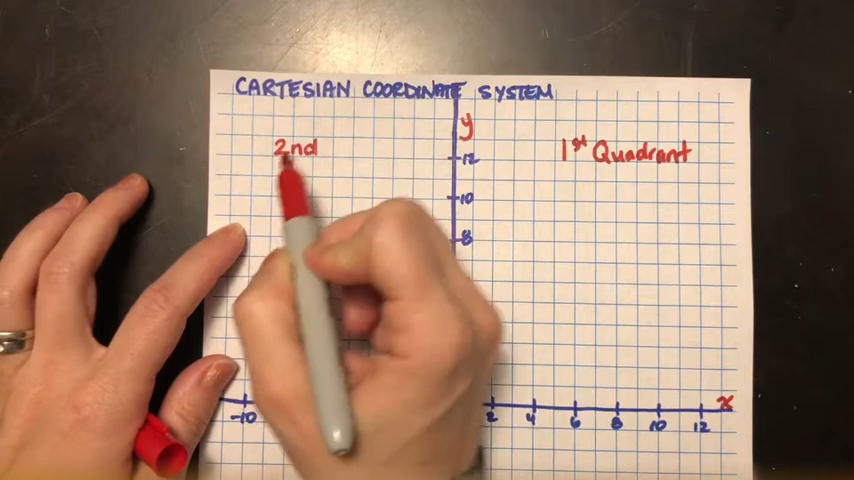 CARTESIAN COORDINATE SYSTEM
y
2nd
1st Quadrant
12
10
8
x
-10
2
4
6
8
10
12